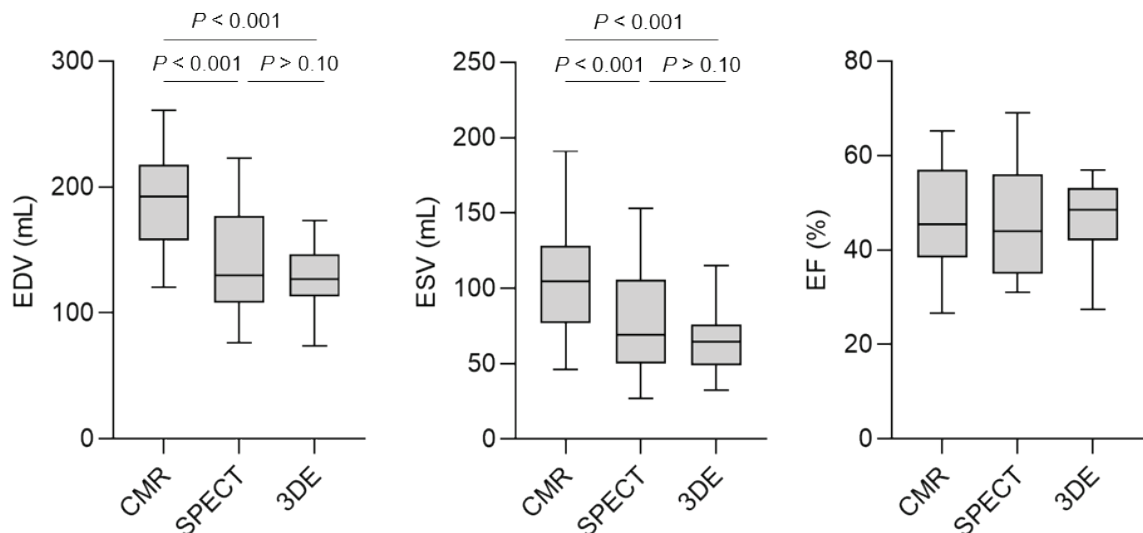 P < 0.001
P < 0.001 P > 0.10
EDV (mL)
300
200
100
0
CMR
SPECT
3DE
P < 0.001
P < 0.001 P > 0.10
ESV (mL)
250
200
150
100
50
0
CMR
SPECT
3DE
EF (%)
80
60
40
20
0
CMR
SPECT
3DE